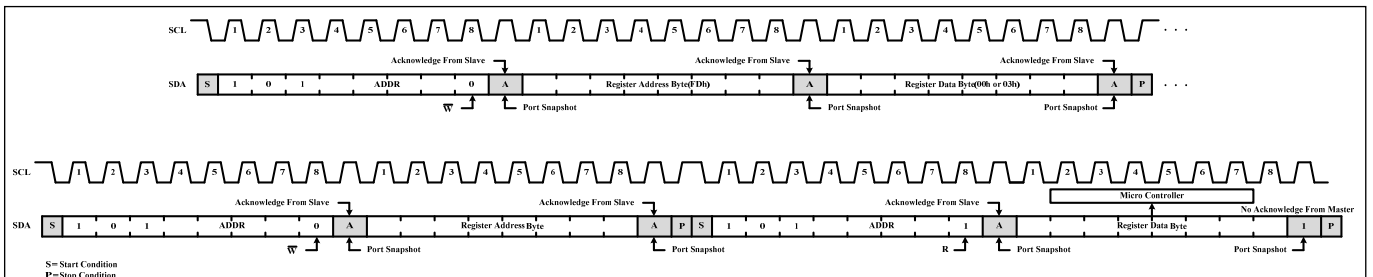 SCL 1 2 3 4 5 6 7 8 1 2 3 4 5 6 7 8 1 2 3 4 5 6 7 8 . . .
Acknowledge From Slave Acknowledge From Slave Acknowledge From Slave
SDA S 1 0 1 ADDR 0 A Register Address Byte(FDh) A Register Data Byte(00h or 03h) A P . . .
W Port Snapshot Port Snapshot Port Snapshot
SCL 1 2 3 4 5 6 7 8 1 2 3 4 5 6 7 8 1 2 3 4 5 6 7 8 1 2 3 4 5 6 7 8
Micro Controller
Acknowledge From Slave Acknowledge From Slave Acknowledge From Slave No Acknowledge From Master
SDA S 1 0 1 ADDR 0 A Register Address Byte A P S 1 0 1 ADDR 1 A Register Data Byte 1 P
W Port Snapshot Port Snapshot R Port Snapshot Port Snapshot
S= Start Condition
P=Stop Condition